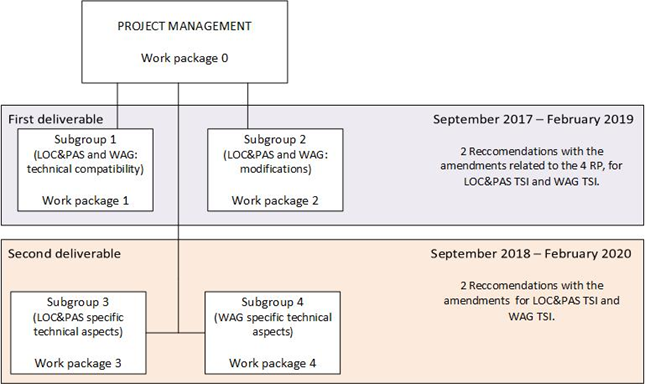 PROJECT MANAGEMENT
Work package 0
First deliverable
September 2017 – February 2019
Subgroup 1
(LOC&PAS and WAG:
technical compatibility)
Work package 1
Subgroup 2
(LOC&PAS and WAG:
modifications)
Work package 2
2 Reccomendations with the
amendments related to the 4 RP, for
LOC&PAS TSI and WAG TSI.
Second deliverable
September 2018 – February 2020
Subgroup 3
(LOC&PAS specific
technical aspects)
Work package 3
Subgroup 4
(WAG specific technical
aspects)
Work package 4
2 Reccomendations with the
amendments for LOC&PAS TSI and
WAG TSI.